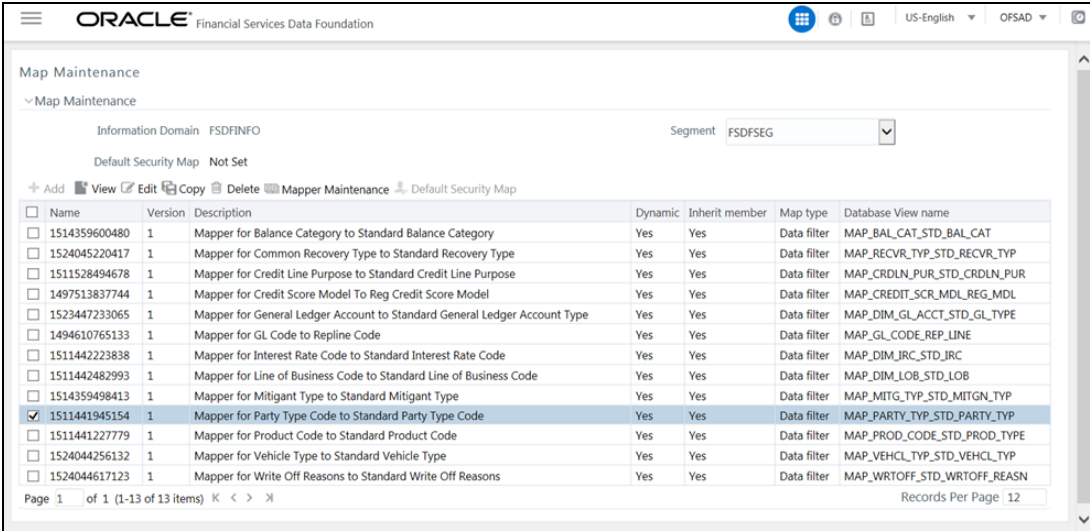 ORACLE® Financial Services Data Foundation US-English OFSAD
Map Maintenance
Map Maintenance
Information Domain FSDFINFO Segment FSDFSEG
Default Security Map Not Set
Add View Edit Copy Delete Mapper Maintenance Default Security Map
Name Version Description Dynamic Inherit member Map type Database View name
1514359600480 1 Mapper for Balance Category to Standard Balance Category Yes Yes Data filter MAP_BAL_CAT_STD_BAL_CAT
1524045220417 1 Mapper for Common Recovery Type to Standard Recovery Type Yes Yes Data filter MAP_RECVR_TYP_STD_RECVR_TYP
1511528494678 1 Mapper for Credit Line Purpose to Standard Credit Line Purpose Yes Yes Data filter MAP_CRDLN_PUR_STD_CRDLN_PUR
1497513837744 1 Mapper for Credit Score Model To Reg Credit Score Model Yes Yes Data filter MAP_CREDIT_SCR_MDL_REG_MDL
1523447233065 1 Mapper for General Ledger Account to Standard General Ledger Account Type Yes Yes Data filter MAP_DIM_GL_ACCT_STD_GL_TYPE
1494610765133 1 Mapper for GL Code to Repline Code Yes Yes Data filter MAP_GL_CODE_REP_LINE
1511442223838 1 Mapper for Interest Rate Code to Standard Interest Rate Code Yes Yes Data filter MAP_DIM_IRC_STD_IRC
1511442482993 1 Mapper for Line of Business Code to Standard Line of Business Code Yes Yes Data filter MAP_DIM_LOB_STD_LOB
1514359498413 1 Mapper for Mitigant Type to Standard Mitigant Type Yes Yes Data filter MAP_MITG_TYP_STD_MITGN_TYP
1511441945154 1 Mapper for Party Type Code to Standard Party Type Code Yes Yes Data filter MAP_PARTY_TYP_STD_PARTY_TYP
1511441227779 1 Mapper for Product Code to Standard Product Code Yes Yes Data filter MAP_PROD_CODE_STD_PROD_TYPE
1524044256132 1 Mapper for Vehicle Type to Standard Vehicle Type Yes Yes Data filter MAP_VEHCL_TYP_STD_VEHCL_TYP
1524044617123 1 Mapper for Write Off Reasons to Standard Write Off Reasons Yes Yes Data filter MAP_WRTOFF_STD_WRTOFF_REASN
Page 1 of 1 (1-13 of 13 items) Records Per Page 12